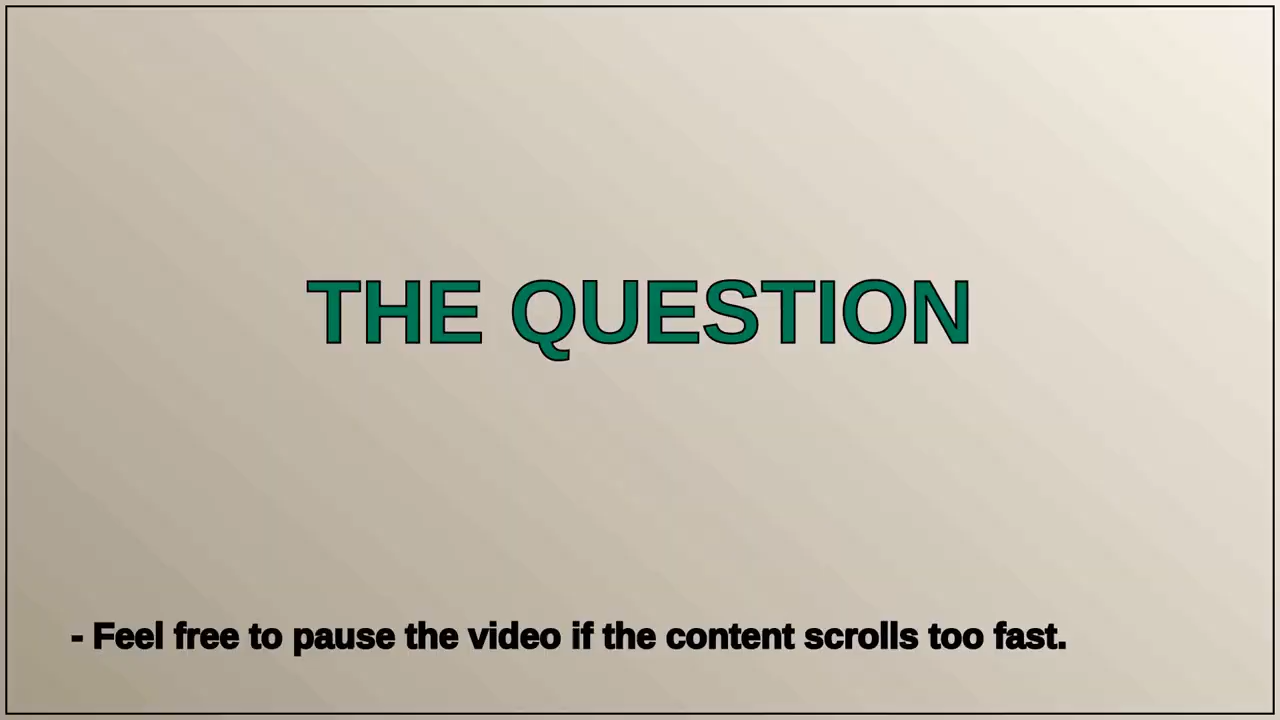 THE QUESTION
- Feel free to pause the video if the content scrolls too fast.